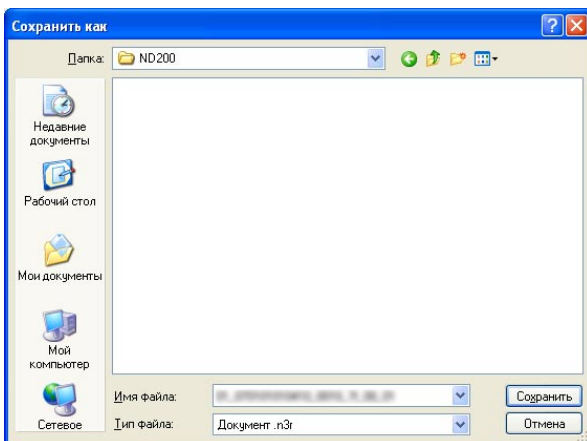 Сохранить как
Папка: ND200
Недавние документы
Рабочий стол
Мои документы
Мой компьютер
Сетевое
Имя файла:
Сохранить
Тип файла: Документ .n3r
Отмена